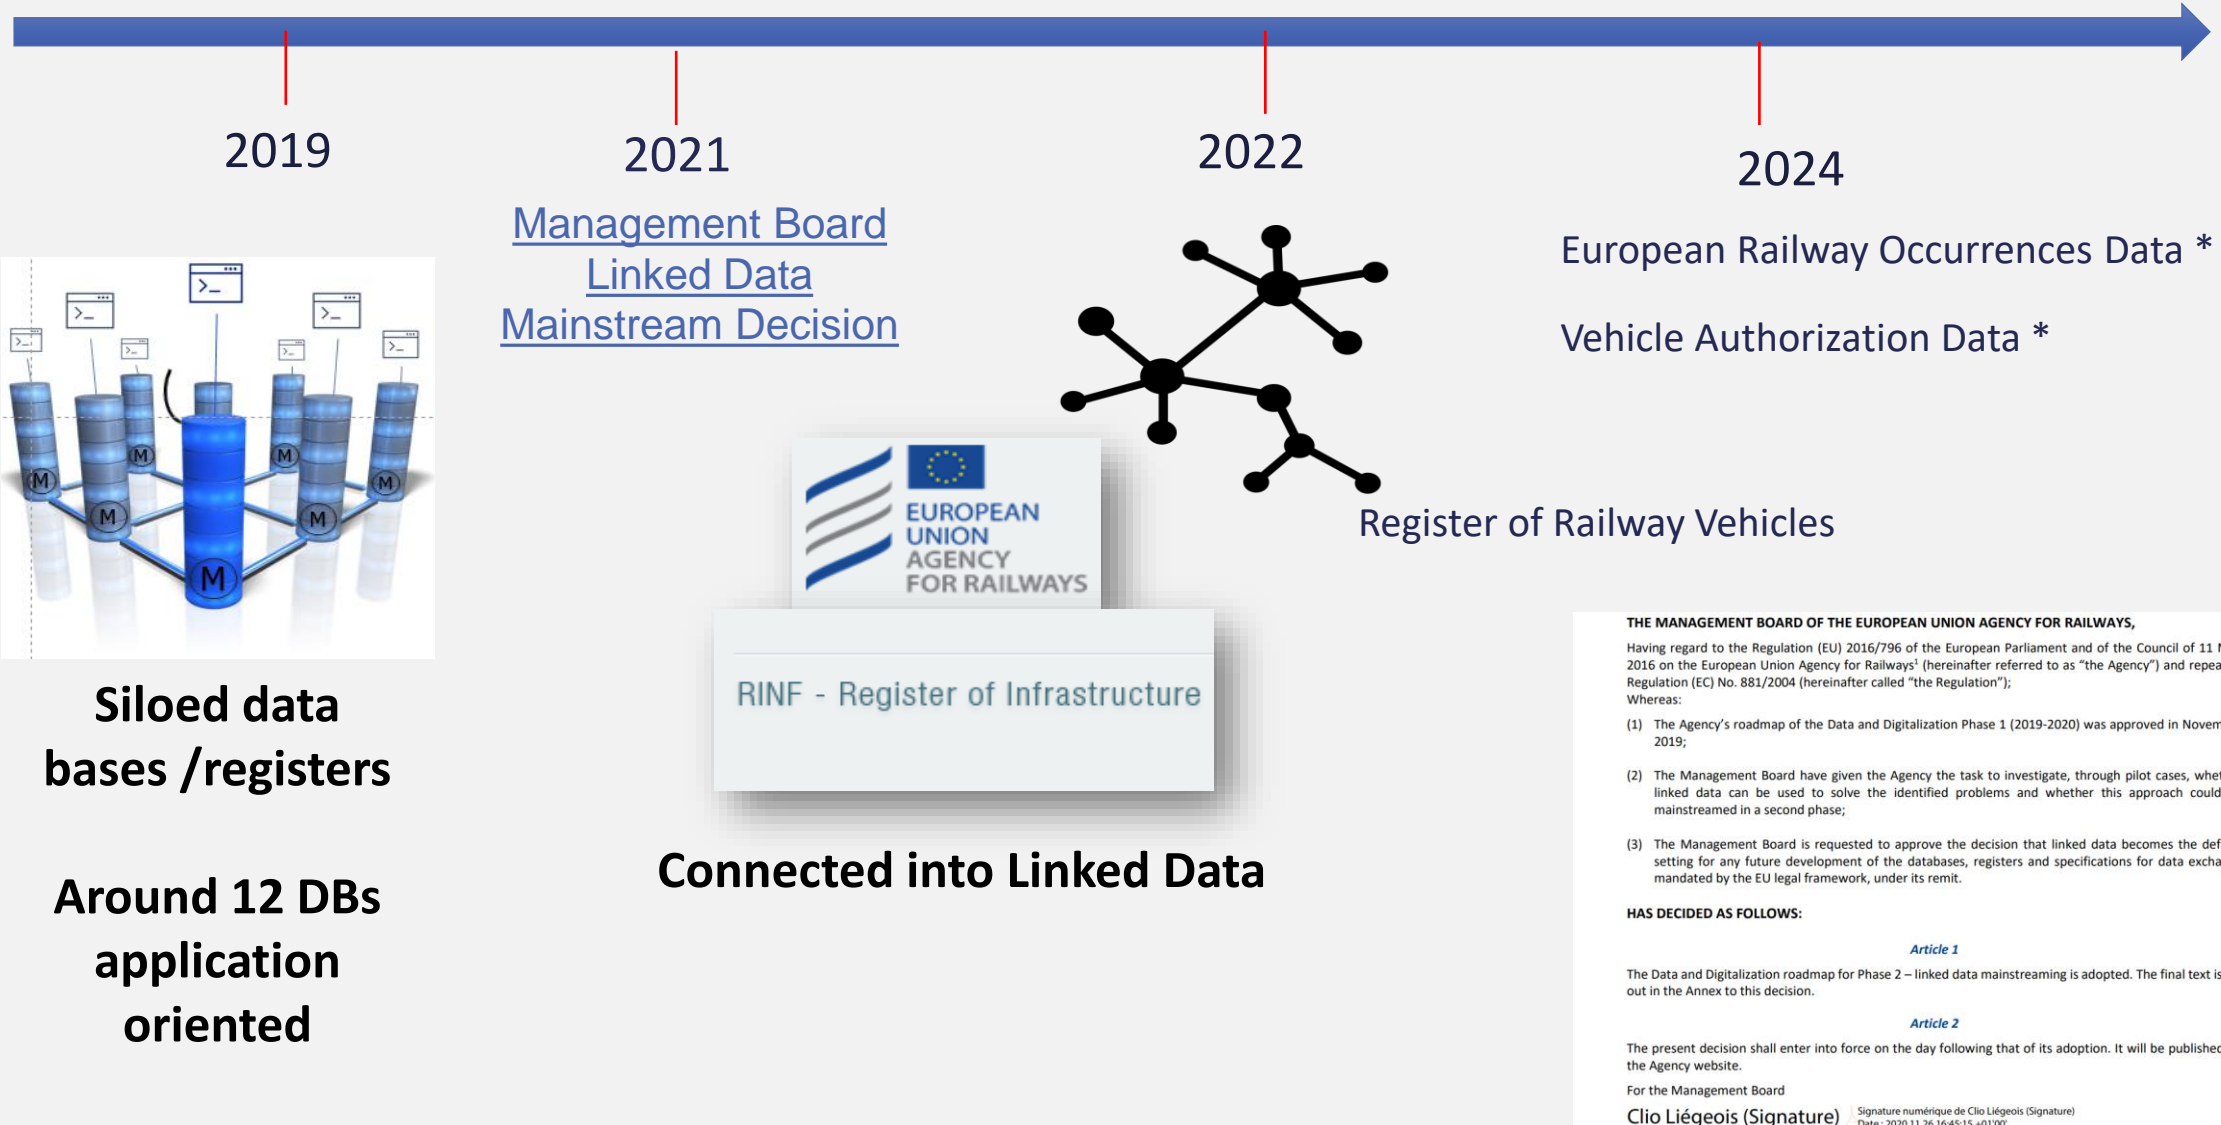 2019
2021
2022
2024
Management Board
Linked Data
Mainstream Decision
European Railway Occurrences Data *
Vehicle Authorization Data *
>_
>_
>_
>_
>_
>_
>_
M
M
M
M
M
M
M
Siloed data
bases /registers
Around 12 DBs
application
oriented
EUROPEAN
UNION
AGENCY
FOR RAILWAYS
RINF - Register of Infrastructure
Connected into Linked Data
Register of Railway Vehicles
THE MANAGEMENT BOARD OF THE EUROPEAN UNION AGENCY FOR RAILWAYS,
Having regard to the Regulation (EU) 2016/796 of the European Parliament and of the Council of 11
2016 on the European Union Agency for Railways¹ (hereinafter referred to as “the Agency”) and repea
Regulation (EC) No. 881/2004 (hereinafter called “the Regulation”);
Whereas:
(1) The Agency’s roadmap of the Data and Digitalization Phase 1 (2019-2020) was approved in Novem
2019;
(2) The Management Board have given the Agency the task to investigate, through pilot cases, whet
linked data can be used to solve the identified problems and whether this approach could
mainstreamed in a second phase;
(3) The Management Board is requested to approve the decision that linked data becomes the def
setting for any future development of the databases, registers and specifications for data excha
mandated by the EU legal framework, under its remit.
HAS DECIDED AS FOLLOWS:
Article 1
The Data and Digitalization roadmap for Phase 2 – linked data mainstreaming is adopted. The final text is
out in the Annex to this decision.
Article 2
The present decision shall enter into force on the day following that of its adoption. It will be published
the Agency website.
For the Management Board
Clio Liégeois (Signature)
Signature numérique de Clio Liégeois (Signature)
Date : 2020.11.26 16:45:15 +01'00'